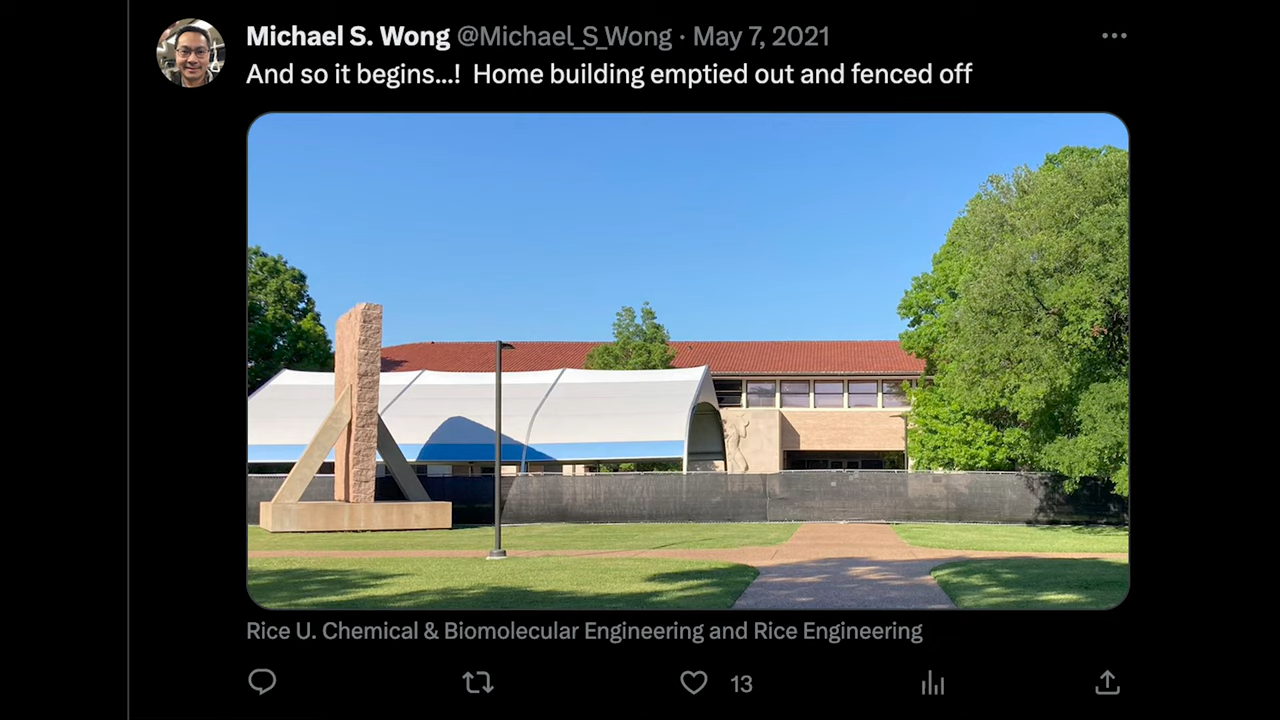 Michael S. Wong @Michael_S_Wong · May 7, 2021
And so it begins...!  Home building emptied out and fenced off
Rice U. Chemical & Biomolecular Engineering and Rice Engineering
13